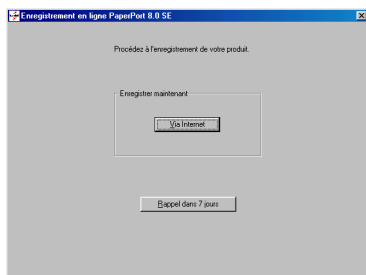 Enregistrement en ligne PaperPort 8.0 SE
Procédez à l'enregistrement de votre produit.
Enregistrer maintenant
Via Internet
Rappel dans 7 jours